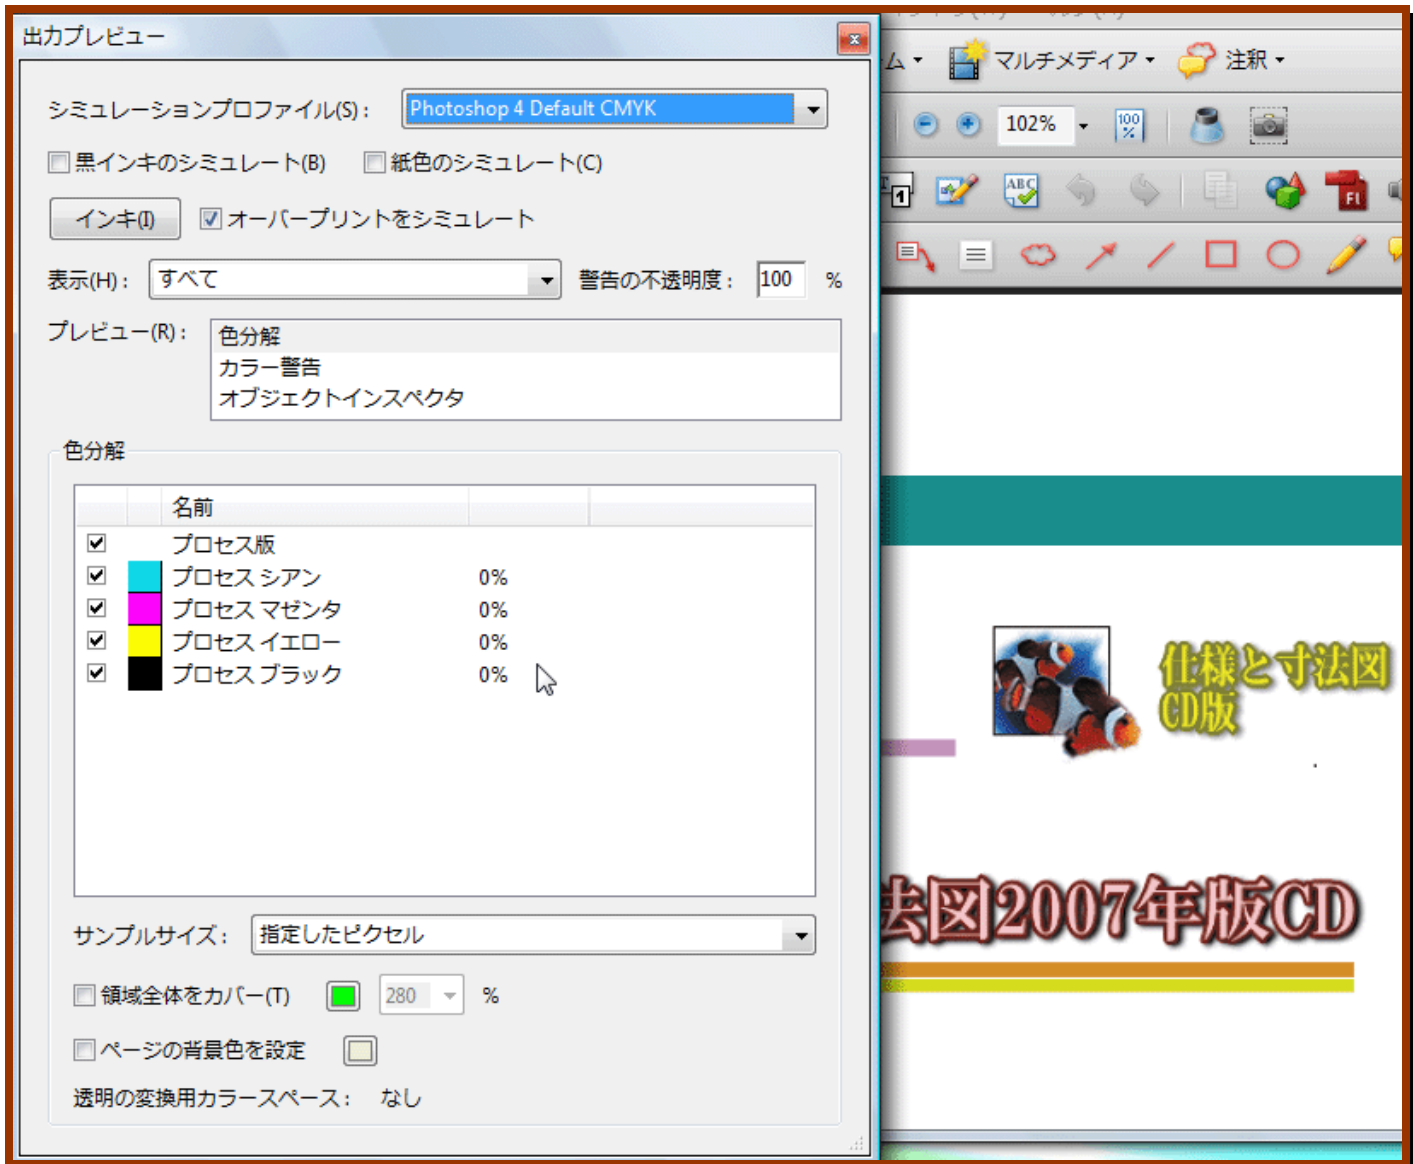 出力プレビュー
シミュレーションプロファイル(S)： Photoshop 4 Default CMYK
黒インキのシミュレート(B) 紙色のシミュレート(C)
インキ(I) オーバープリントをシミュレート
表示(H)： すべて 警告の不透明度： 100 %
プレビュー(R)： 色分解
カラー警告
オブジェクトインスペクタ
色分解
名前
プロセス版
プロセス シアン 0%
プロセス マゼンタ 0%
プロセス イエロー 0%
プロセス ブラック 0%
サンプルサイズ： 指定したピクセル
領域全体をカバー(T) 280 %
ページの背景色を設定
透明の変換用カラースペース： なし
ム マルチメディア 注釈
102% 100 %
T 1 ABC FL
仕様と寸法図
CD版
法図2007年版CD